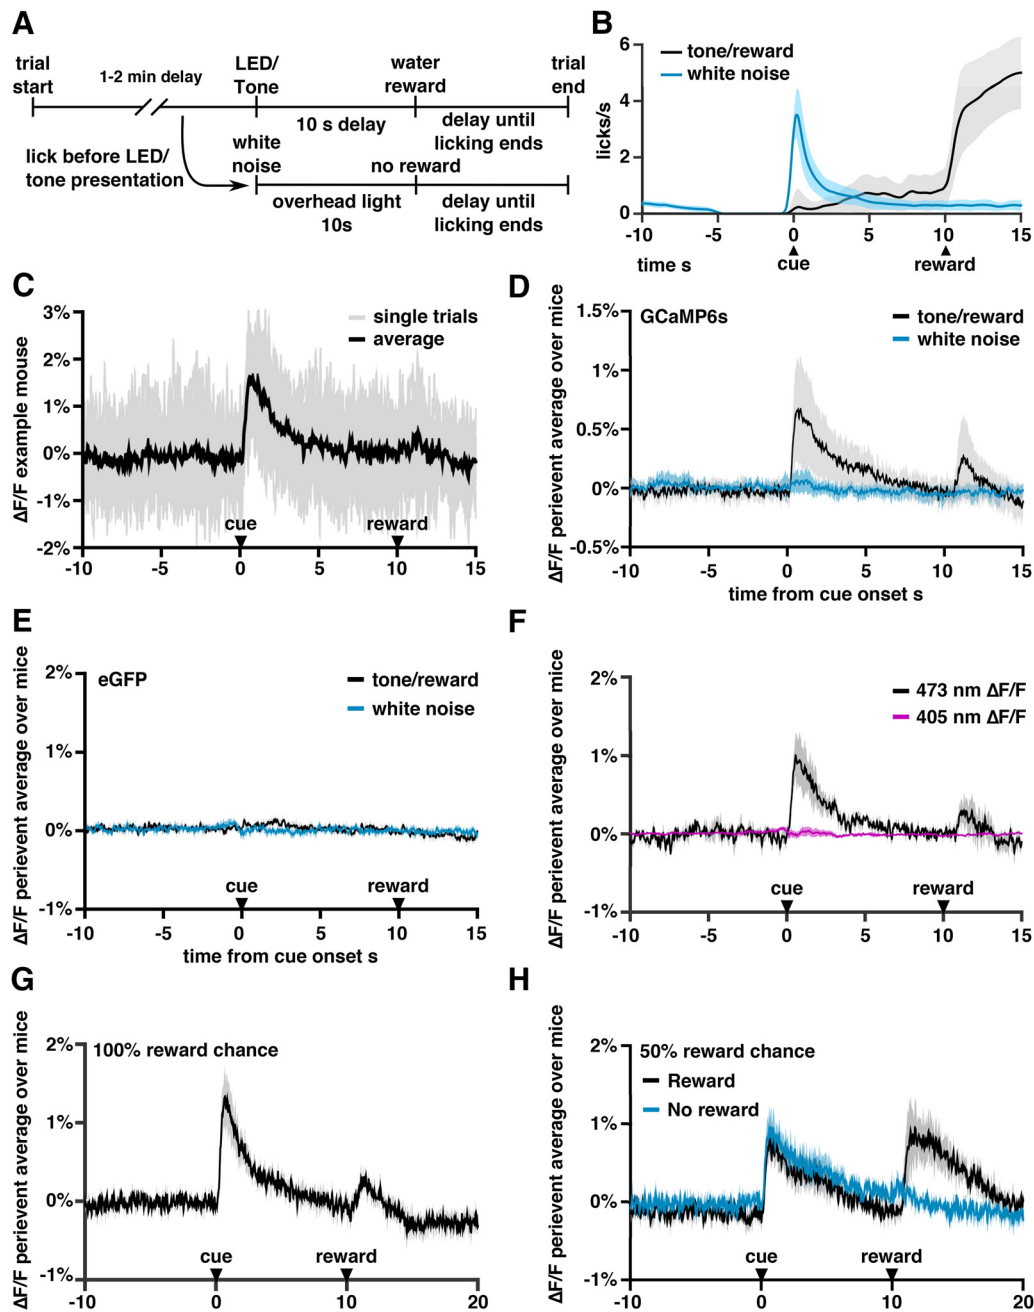 A
trial
start
1-2 min delay
LED/
Tone
water
reward
trial
end
10 s delay
delay until
licking ends
lick before LED/
tone presentation
white
noise
no reward
overhead light
10s
delay until
licking ends
B
tone/reward
white noise
licks/s
6
4
2
0
-10
-5
0
5
10
15
time s
cue
reward
C
ΔF/F example mouse
3%
2%
1%
0%
-1%
-2%
single trials
average
cue
reward
-10
-5
0
5
10
15
D
ΔF/F perievent average over mice
1.5%
1%
0.5%
0%
-0.5%
GCaMP6s
tone/reward
white noise
-10
-5
0
5
10
15
time from cue onset s
E
ΔF/F perievent average over mice
2%
1%
0%
-1%
eGFP
tone/reward
white noise
cue
reward
-10
-5
0
5
10
15
time from cue onset s
F
ΔF/F perievent average over mice
2%
1%
0%
-1%
473 nm ΔF/F
405 nm ΔF/F
cue
reward
-10
-5
0
5
10
15
G
ΔF/F perievent average over mice
2%
1%
0%
-1%
100% reward chance
cue
reward
-10
0
10
20
H
ΔF/F perievent average over mice
2%
1%
0%
-1%
50% reward chance
Reward
No reward
cue
reward
-10
0
10
20